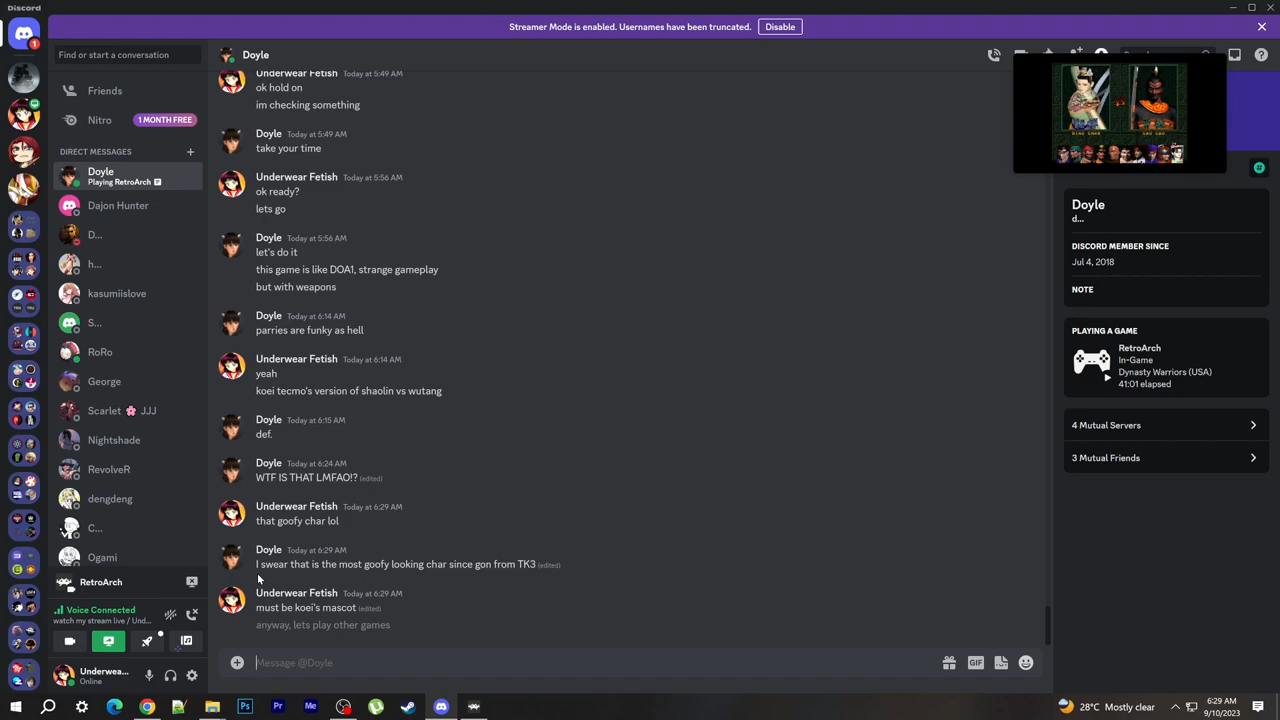 Discord
Streamer Mode is enabled. Usernames have been truncated.
Disable
1
Find or start a conversation
Doyle
Friends
Nitro
1 MONTH FREE
DIRECT MESSAGES
Doyle
Playing RetroArch
Dajon Hunter
D...
h...
kasumiislove
S...
RoRo
George
Scarlet 🌸 JJJ
Nightshade
RevolveR
dengdeng
C...
Ogami
RetroArch
Voice Connected
watch my stream live / Und...
Underwea...
Online
Underwear Fetish Today at 5:49 AM
ok hold on
im checking something
Doyle Today at 5:49 AM
take your time
Underwear Fetish Today at 5:56 AM
ok ready?
lets go
Doyle Today at 5:56 AM
let's do it
this game is like DOA1, strange gameplay
but with weapons
Doyle Today at 6:14 AM
parries are funky as hell
Underwear Fetish Today at 6:14 AM
yeah
koei tecmo's version of shaolin vs wutang
Doyle Today at 6:15 AM
def.
Doyle Today at 6:24 AM
WTF IS THAT LMFAO!? (edited)
Underwear Fetish Today at 6:29 AM
that goofy char lol
Doyle Today at 6:29 AM
I swear that is the most goofy looking char since gon from TK3 (edited)
Underwear Fetish Today at 6:29 AM
must be koei's mascot (edited)
anyway, lets play other games
Message @Doyle
GIF
Doyle
d...
DISCORD MEMBER SINCE
Jul 4, 2018
NOTE
PLAYING A GAME
RetroArch
In-Game
Dynasty Warriors (USA)
41:01 elapsed
4 Mutual Servers
3 Mutual Friends
Ps
Pr
Me
28°C Mostly clear
6:29 AM
9/10/2023